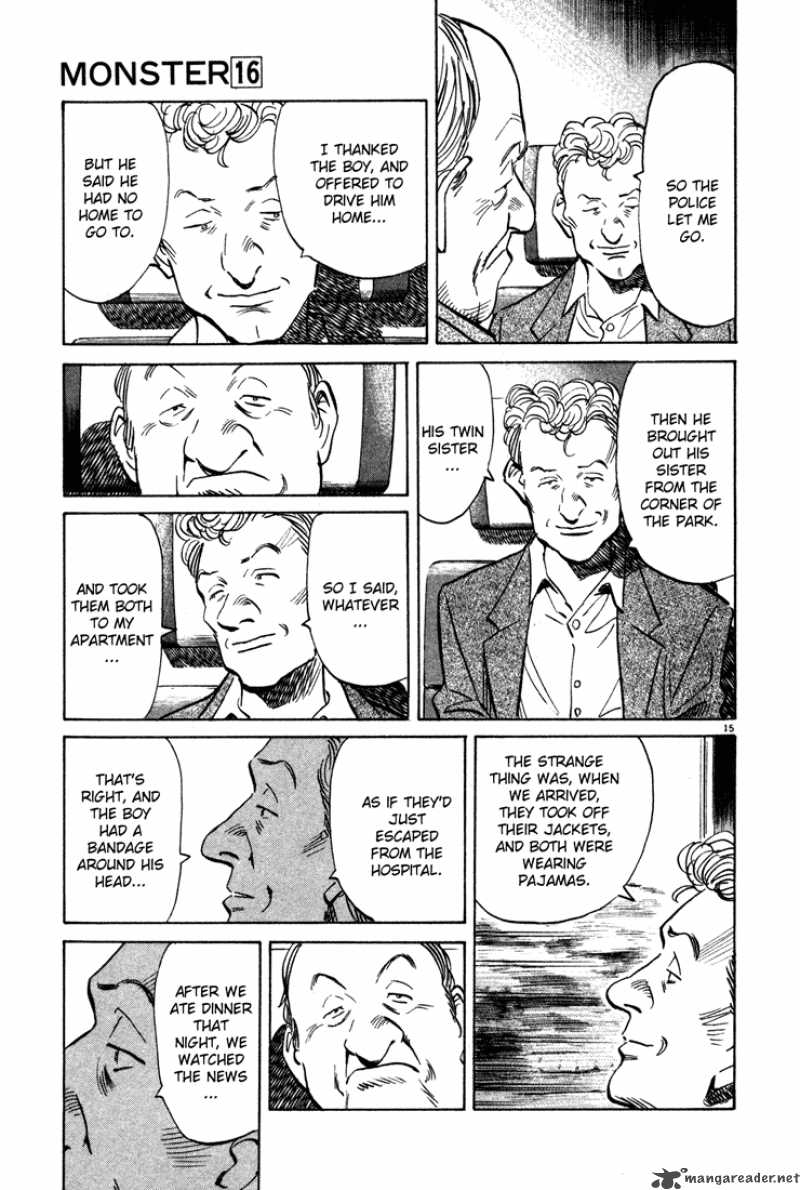 MONSTER 16
SO THE
POLICE
LET ME
GO.
I THANKED
THE BOY, AND
OFFERED TO
DRIVE HIM
HOME...
BUT HE
SAID HE
HAD NO
HOME TO
GO TO.
THEN HE
BROUGHT
OUT HIS
SISTER
FROM THE
CORNER OF
THE PARK.
HIS TWIN
SISTER
...
SO I SAID,
WHATEVER
...
AND TOOK
THEM BOTH
TO MY
APARTMENT
...
15
THE STRANGE
THING WAS, WHEN
WE ARRIVED,
THEY TOOK OFF
THEIR JACKETS,
AND BOTH WERE
WEARING
PAJAMAS.
AS IF THEY'D
JUST
ESCAPED
FROM THE
HOSPITAL.
THAT'S
RIGHT, AND
THE BOY
HAD A
BANDAGE
AROUND HIS
HEAD...
AFTER WE
ATE DINNER
THAT
NIGHT, WE
WATCHED
THE NEWS
...
mangareader.net